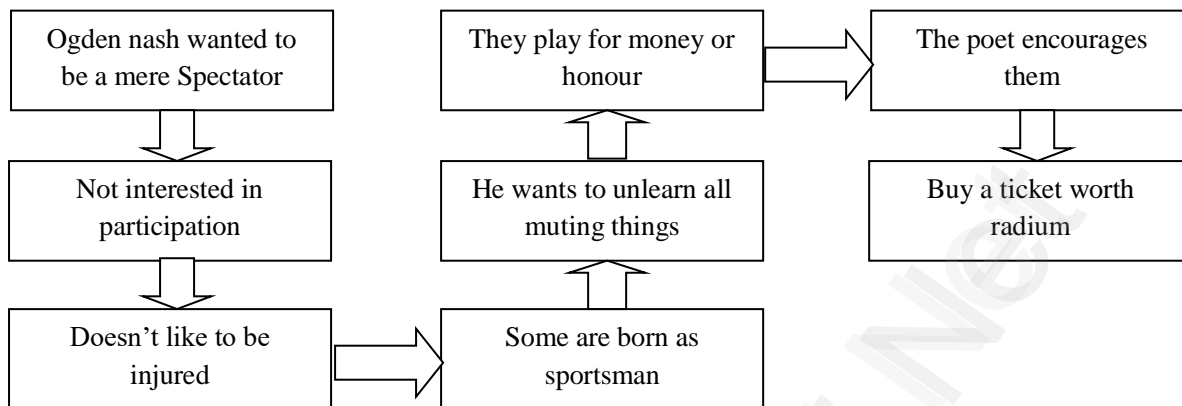 Ogden nash wanted to
be a mere Spectator
Not interested in
participation
Doesn't like to be
injured
Some are born as
sportsman
He wants to unlearn all
muting things
They play for money or
honour
The poet encourages
them
Buy a ticket worth
radium
Net